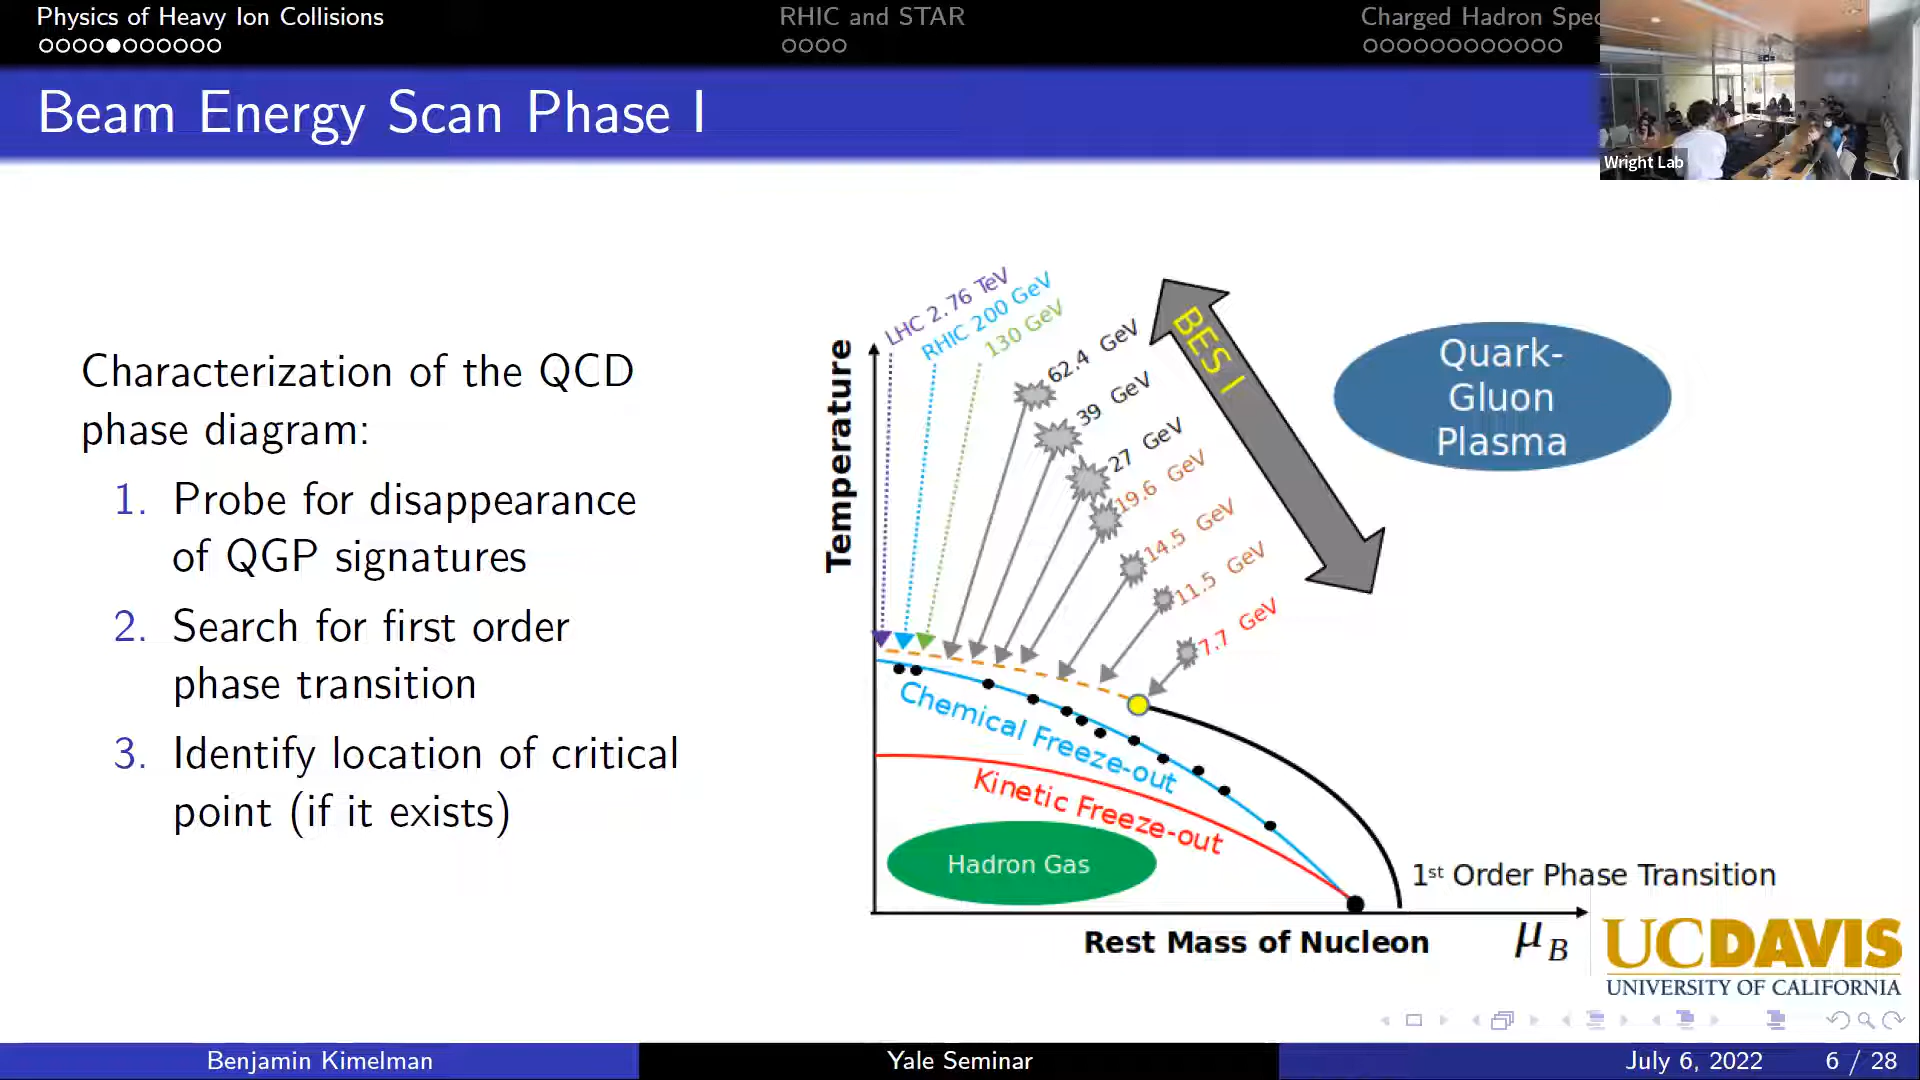 Physics of Heavy Ion Collisions
RHIC and STAR
Charged Hadron Spec
Beam Energy Scan Phase I
Wright Lab
Characterization of the QCD
phase diagram:
1. Probe for disappearance
of QGP signatures
2. Search for first order
phase transition
3. Identify location of critical
point (if it exists)
Temperature
LHC 2.76 TeV
RHIC 200 GeV
130 GeV
62.4 GeV
39 GeV
27 GeV
19.6 GeV
14.5 GeV
11.5 GeV
7.7 GeV
BES I
Quark-
Gluon
Plasma
Chemical Freeze-out
Kinetic Freeze-out
Hadron Gas
1st Order Phase Transition
Rest Mass of Nucleon
μB
UCDAVIS
UNIVERSITY OF CALIFORNIA
Benjamin Kimelman
Yale Seminar
July 6, 2022
6 / 28